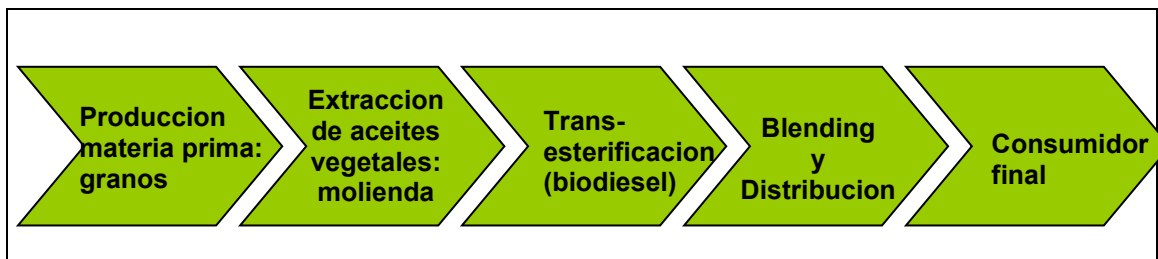 Produccion
materia prima:
granos
Extraccion
de aceites
vegetales:
molienda
Trans-
esterificacion
(biodiesel)
Blending
y
Distribucion
Consumidor
final